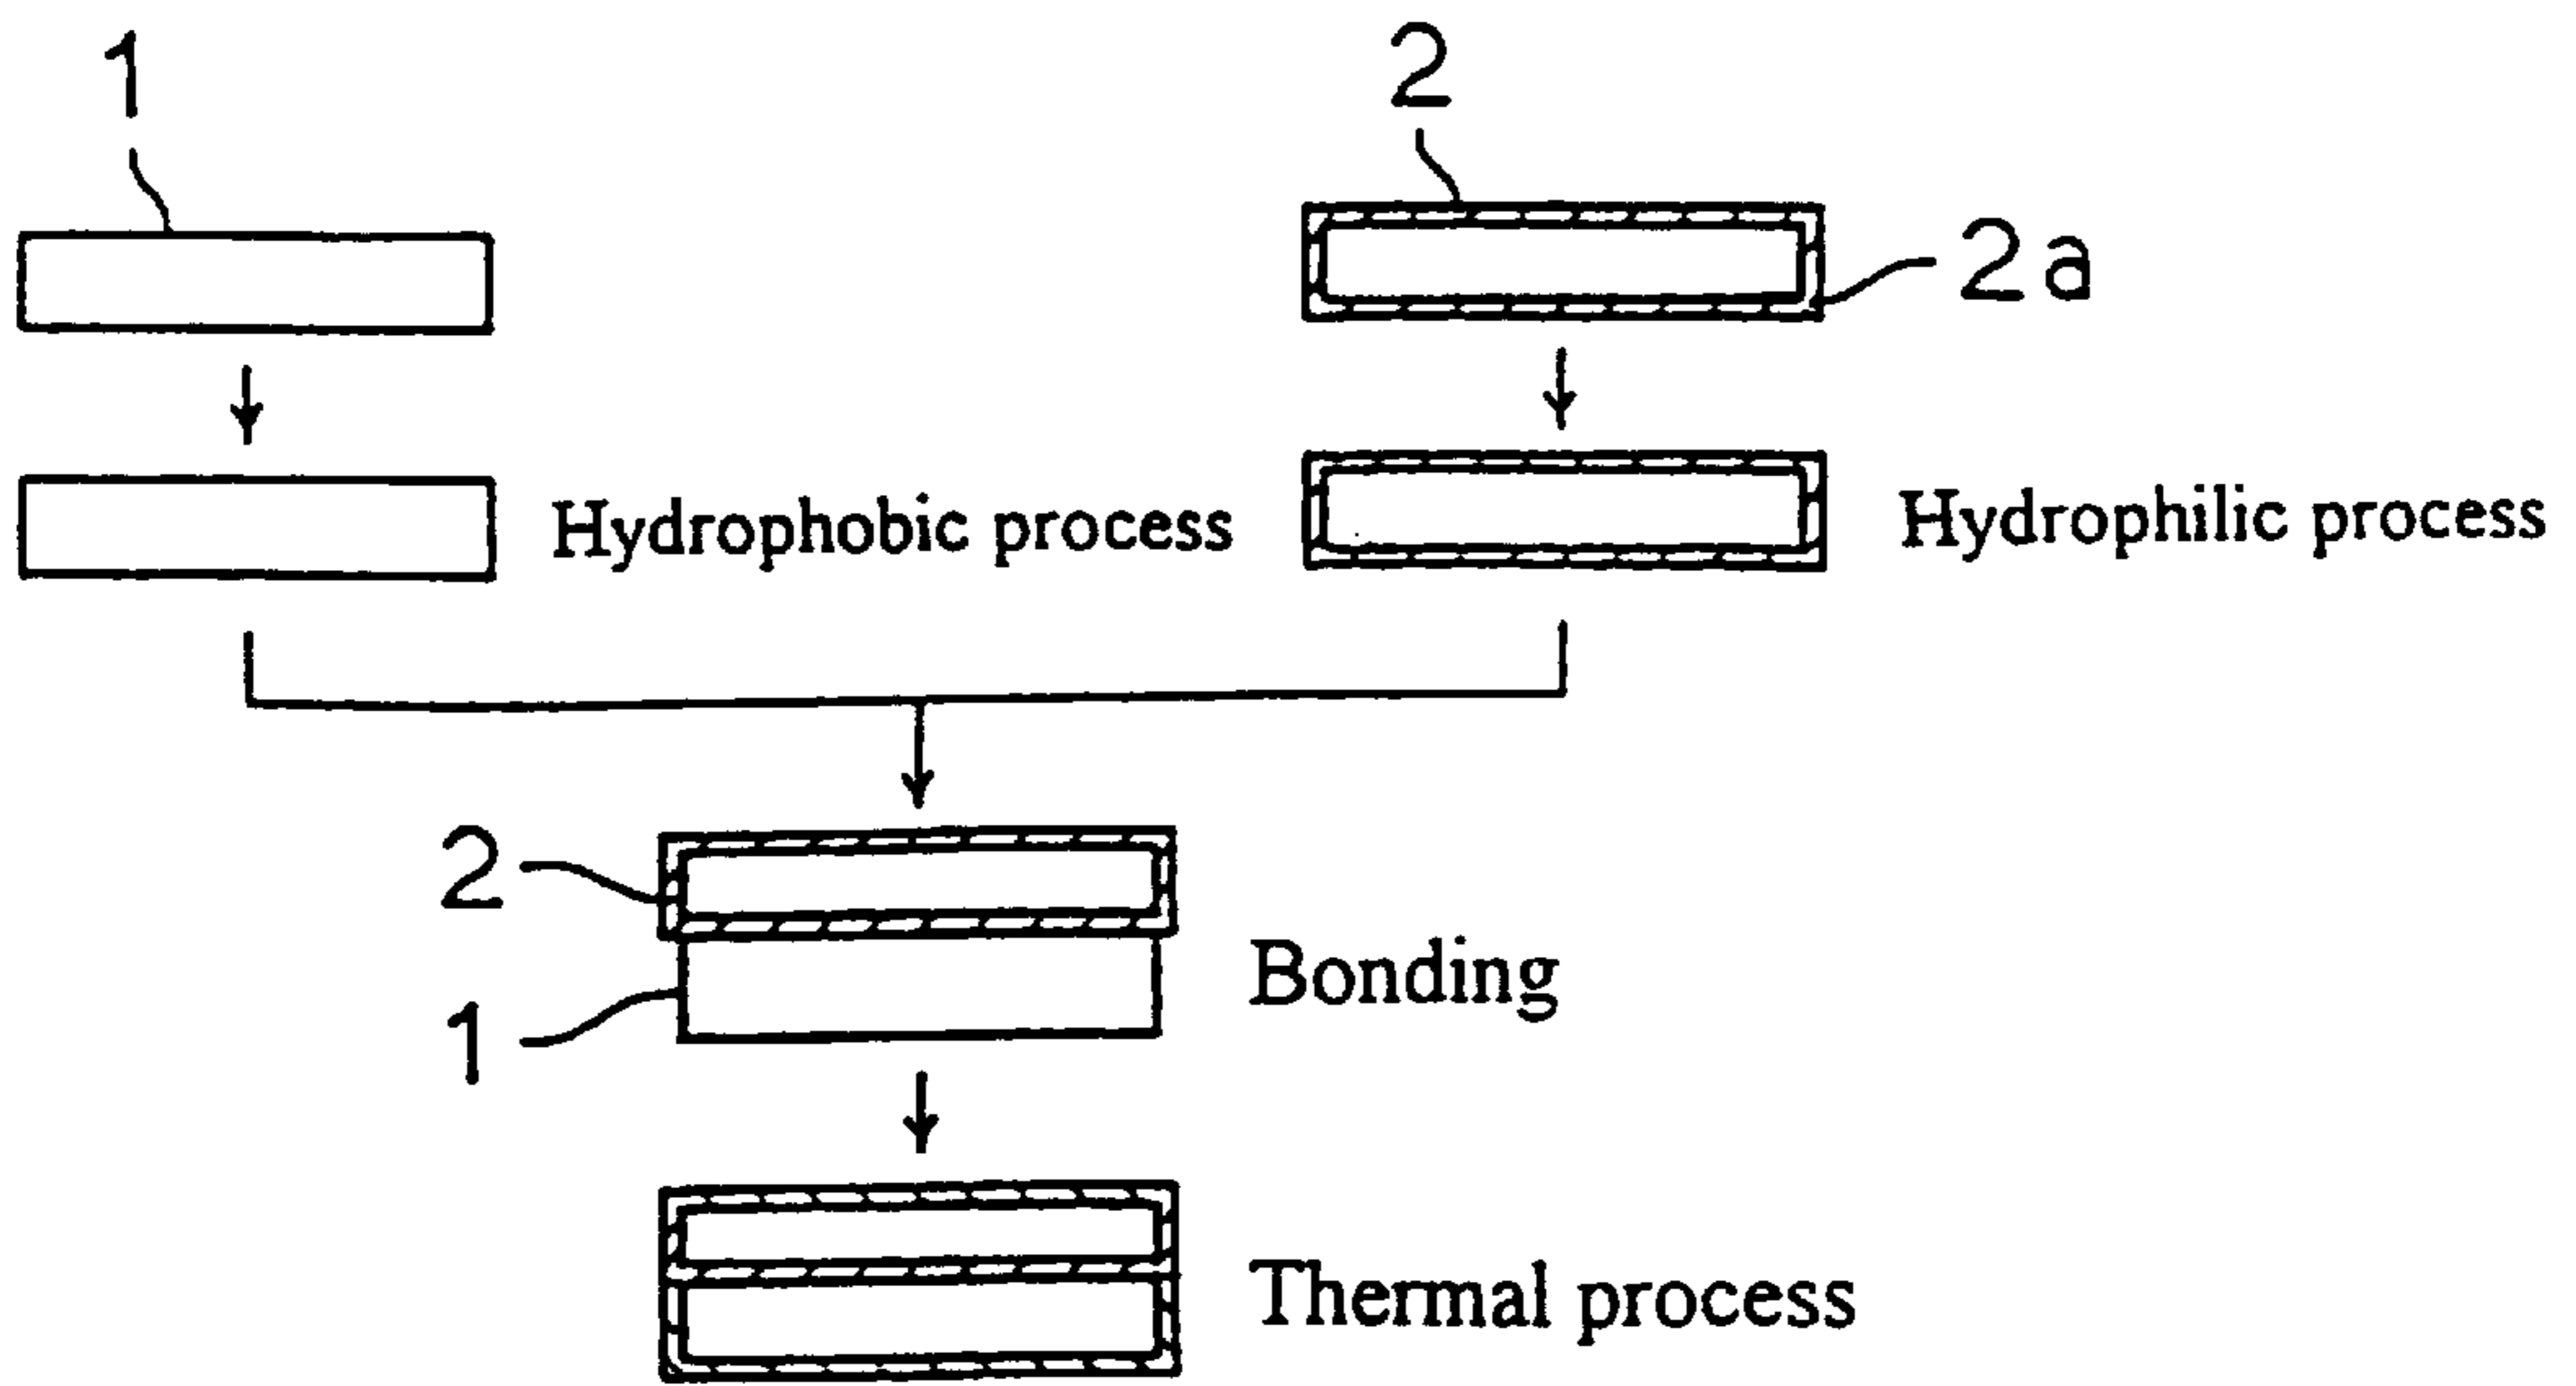 1
2
2a
Hydrophobic process
Hydrophilic process
2
Bonding
1
Thermal process